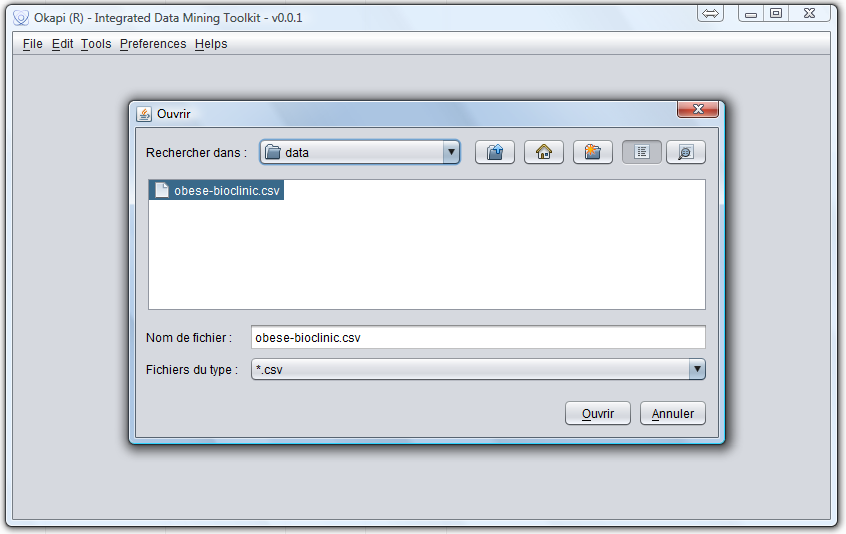 Okapi (R) - Integrated Data Mining Toolkit - v0.0.1
File Edit Tools Preferences Helps
Ouvrir
Rechercher dans : data
obese-bioclinic.csv
Nom de fichier : obese-bioclinic.csv
Fichiers du type : *.csv
Ouvrir Annuler